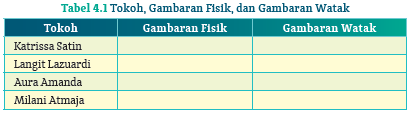 Tabel 4.1 Tokoh, Gambaran Fisik, dan Gambaran Watak
Tokoh Gambaran Fisik Gambaran Watak
Katrissa Satin
Langit Lazuardi
Aura Amanda
Milani Atmaja